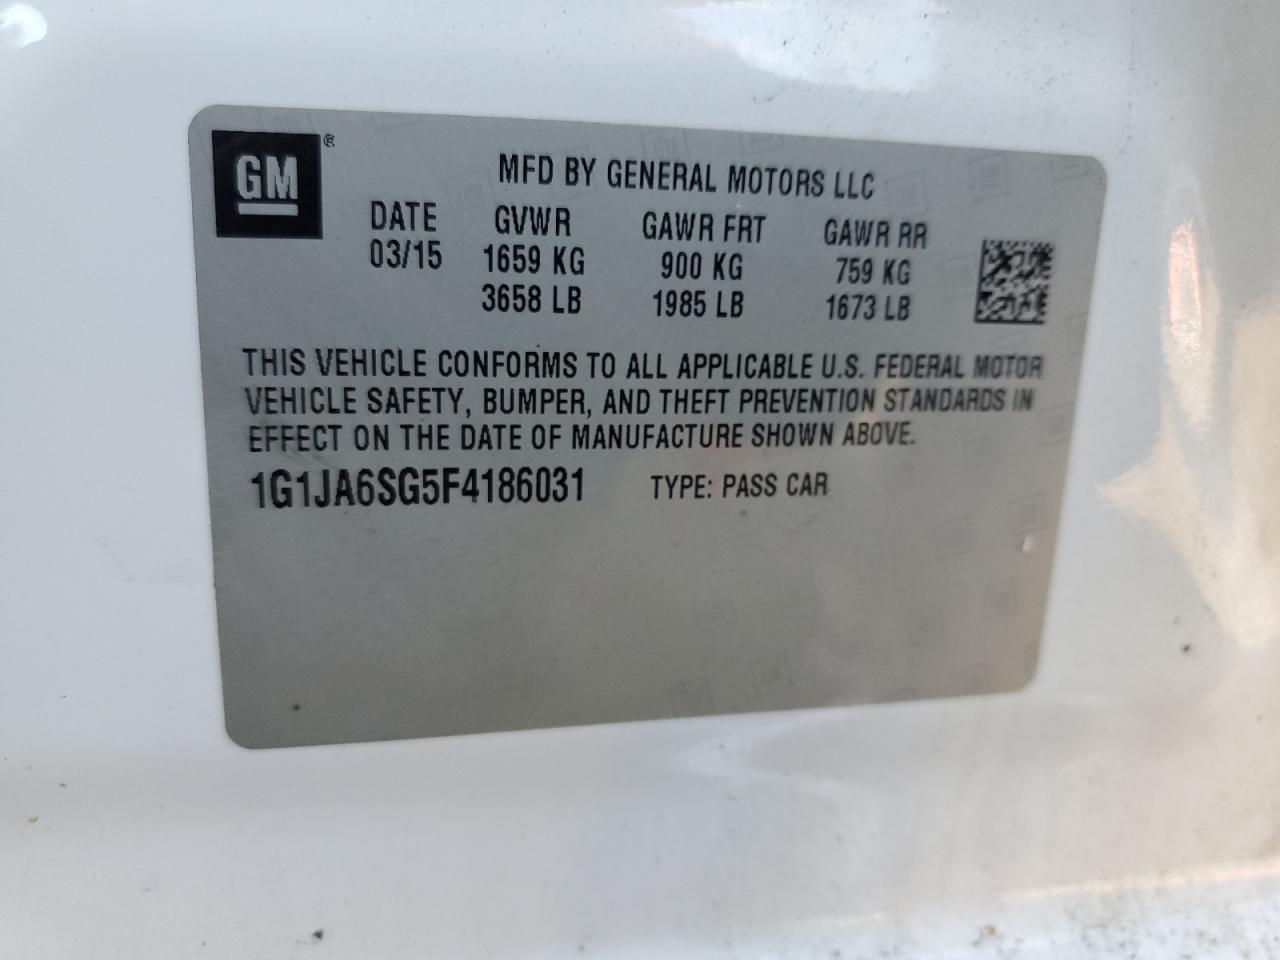 GM ®
MFD BY GENERAL MOTORS LLC
DATE GVWR GAWR FRT GAWR RR
03/15 1659 KG 900 KG 759 KG
3658 LB 1985 LB 1673 LB
THIS VEHICLE CONFORMS TO ALL APPLICABLE U.S. FEDERAL MOTOR
VEHICLE SAFETY, BUMPER, AND THEFT PREVENTION STANDARDS IN
EFFECT ON THE DATE OF MANUFACTURE SHOWN ABOVE.
1G1JA6SG5F4186031 TYPE: PASS CAR